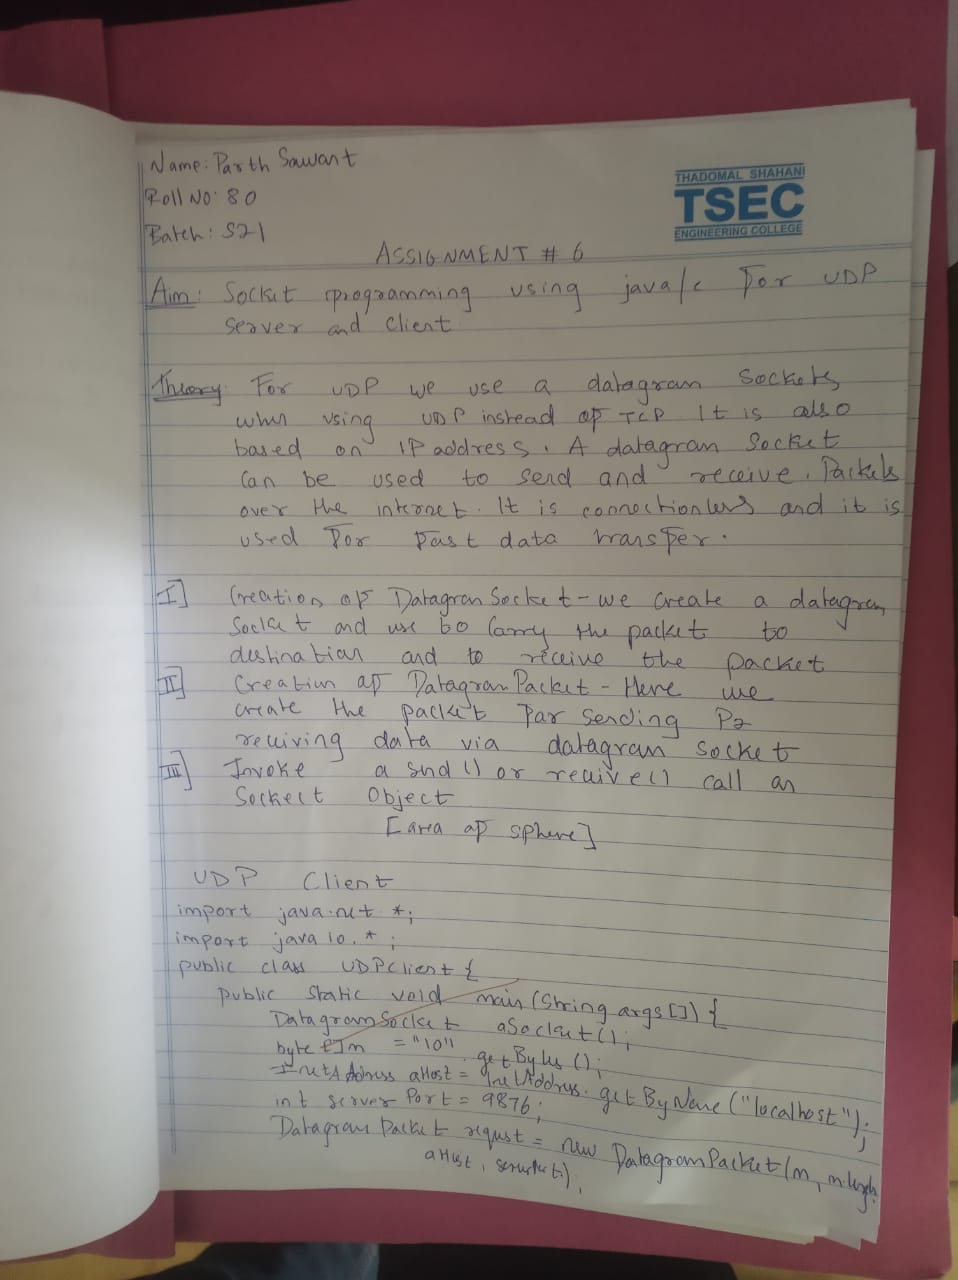 Name: Parth Sawant
Roll No: 80
Batch: S21
THADOMAL SHAHANI
TSEC
ENGINEERING COLLEGE
ASSIGNMENT # 6
Aim: Socket programming using java/c For UDP
server and client
Theory: For UDP we use a datagram sockets
when using UDP instead of TCP. It is also
based on IP address. A datagram Socket
can be used to send and receive. Packets
over the internet. It is connectionless and it is
used For Fast data transfer.
I] Creation of Datagram Socket - we create a datagram
Socket and use to carry the packet to
destination and to receive the packet
II] Creation of Datagram Packet - Here we
create the packet For sending
receiving data via datagram socket
III] Invoke a send() or receive() call on
Sockect Object
[area of sphere]
UDP Client
import java.net.*;
import java io.*;
public class UDPClient {
public static void main (String args []) {
Datagram Socket aSocket();
byte []m = "10" .getBytes();
InetAddress aHost = InetAddress.getByName("localhost");
int server Port = 9876;
Datagram Packet request = new DatagramPacket(m, m.length,
aHost, serverPort);